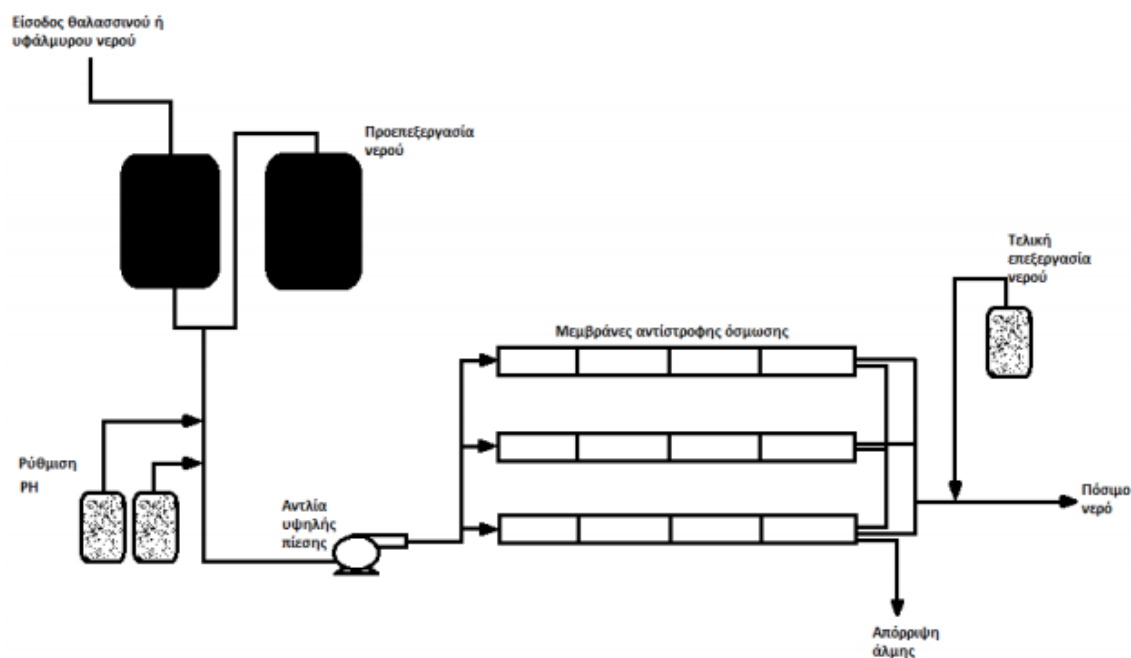 Είσοδος θαλασσινού ή
υφάλμυρου νερού
Προεπεξεργασία
νερού
Τελική
επεξεργασία
νερού
Μεμβράνες αντίστροφης όσμωσης
Ρύθμιση
PH
Αντλία
υψηλής
πίεσης
Πόσιμο
νερό
Απόρριψη
άλμης